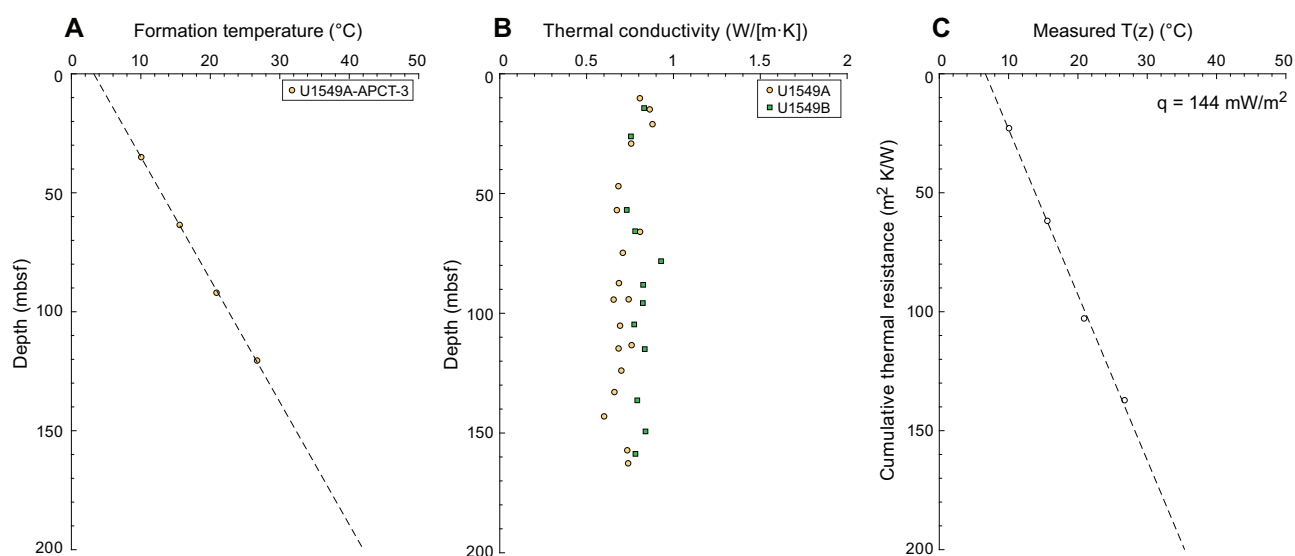 A
Formation temperature (°C)
0 10 20 30 40 50
0
50
100
150
200
Depth (mbsf)
U1549A-APCT-3
B
Thermal conductivity (W/[m·K])
0 0.5 1 1.5 2
0
50
100
150
200
Depth (mbsf)
U1549A
U1549B
C
Measured T(z) (°C)
0 10 20 30 40 50
0
50
100
150
200
Cumulative thermal resistance (m² K/W)
q = 144 mW/m²